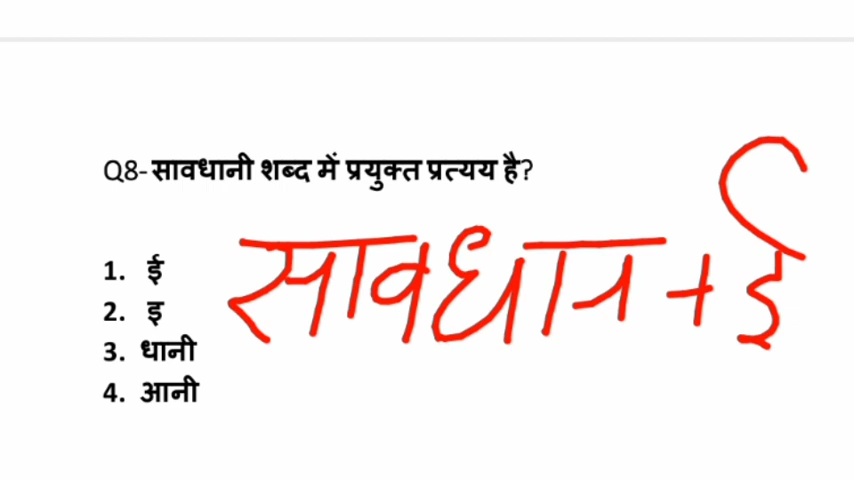 Q8- सावधानी शब्द में प्रयुक्त प्रत्यय है?
सावधान + ई
1. ई
2. इ
3. धानी
4. आनी